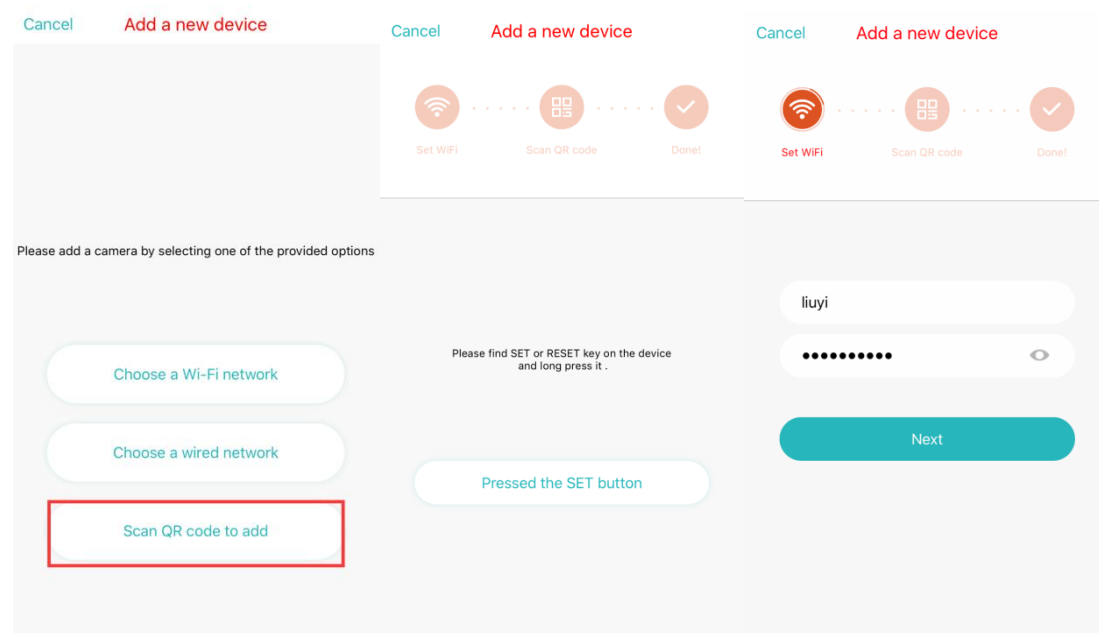 Cancel
Add a new device
Please add a camera by selecting one of the provided options
Choose a Wi-Fi network
Choose a wired network
Scan QR code to add
Cancel
Add a new device
Set WiFi
Scan QR code
Done!
Please find SET or RESET key on the device
and long press it .
Pressed the SET button
Cancel
Add a new device
Set WiFi
Scan QR code
Done!
liuyi
••••••••••
Next